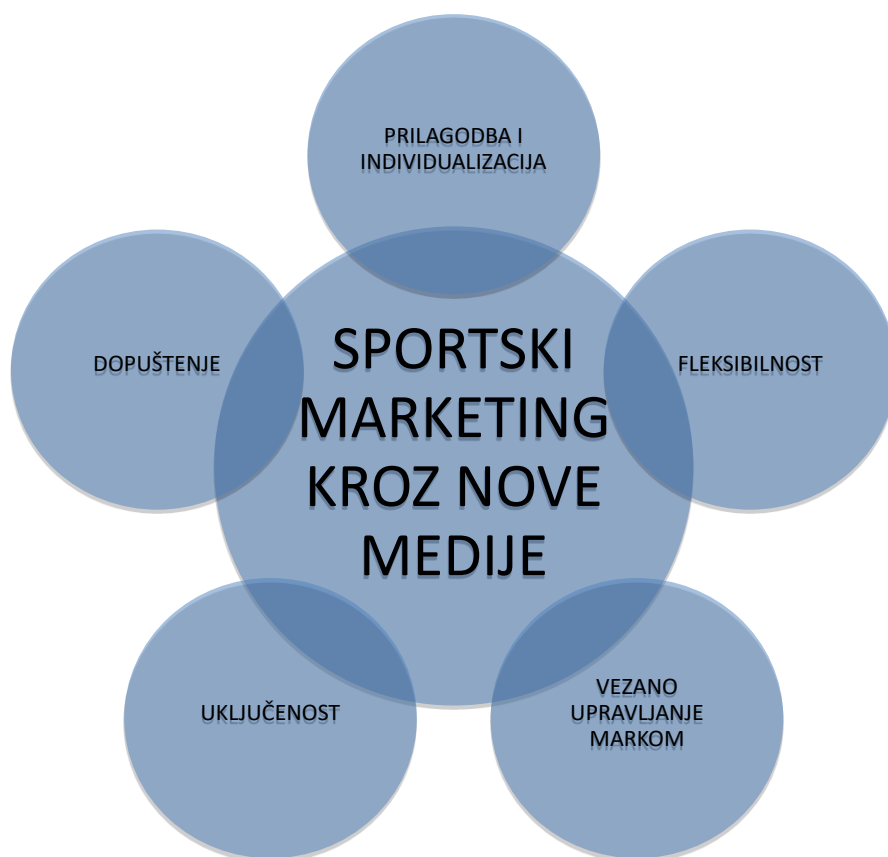 PRILAGODBA I
INDIVIDUALIZACIJA
DOPUŠTENJE
SPORTSKI
MARKETING
KROZ NOVE
MEDIJE
FLEKSIBILNOST
UKLJUČENOST
VEZANO
UPRAVLJANJE
MARKOM